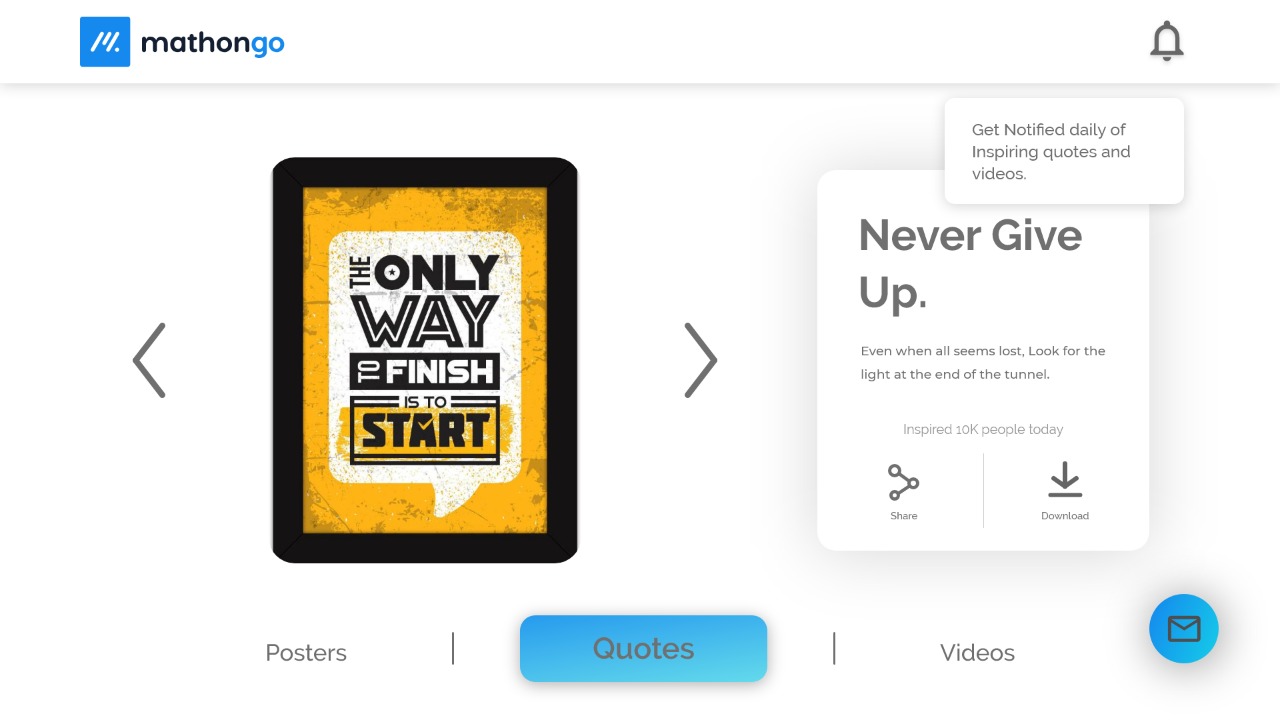 mathongo
Get Notified daily of
Inspiring quotes and
videos.
THE ONLY
WAY
TO FINISH
IS TO
START
Never Give
Up.
Even when all seems lost, Look for the
light at the end of the tunnel.
Inspired 10K people today
Share
Download
Posters
Quotes
Videos